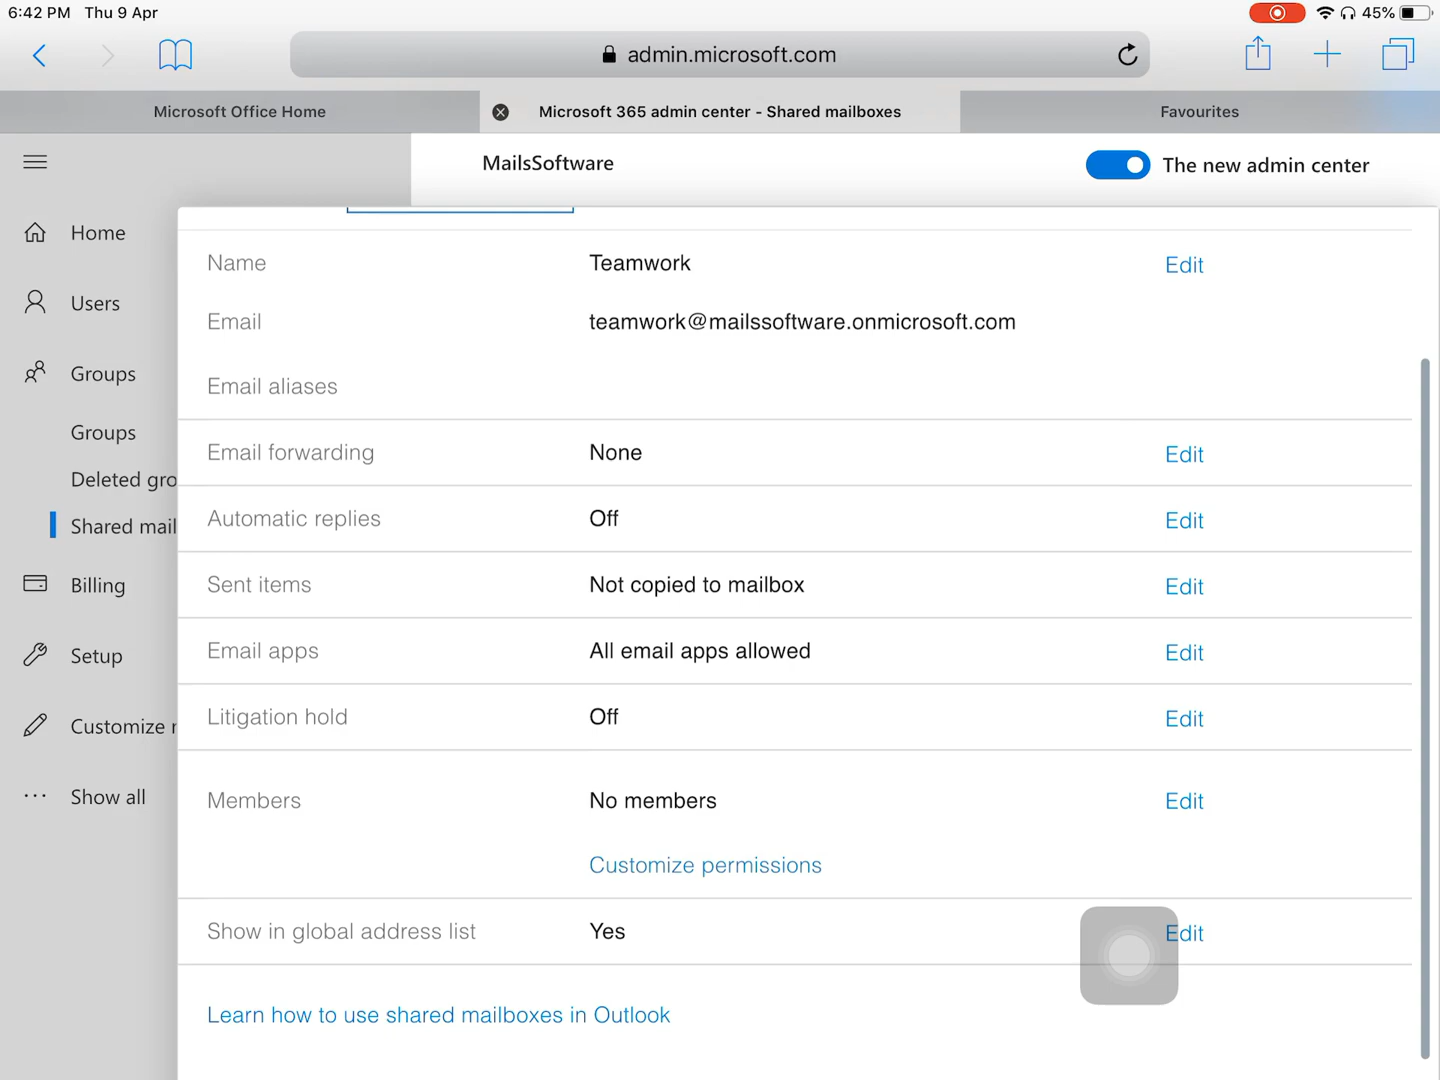 6:42 PM Thu 9 Apr
45%
admin.microsoft.com
Microsoft Office Home
Microsoft 365 admin center - Shared mailboxes
Favourites
MailsSoftware
The new admin center
Home
Users
Groups
Groups
Deleted gro
Shared mail
Billing
Setup
Customize r
Show all
Name Teamwork Edit
Email teamwork@mailssoftware.onmicrosoft.com
Email aliases
Email forwarding None Edit
Automatic replies Off Edit
Sent items Not copied to mailbox Edit
Email apps All email apps allowed Edit
Litigation hold Off Edit
Members No members Edit
Customize permissions
Show in global address list Yes Edit
Learn how to use shared mailboxes in Outlook